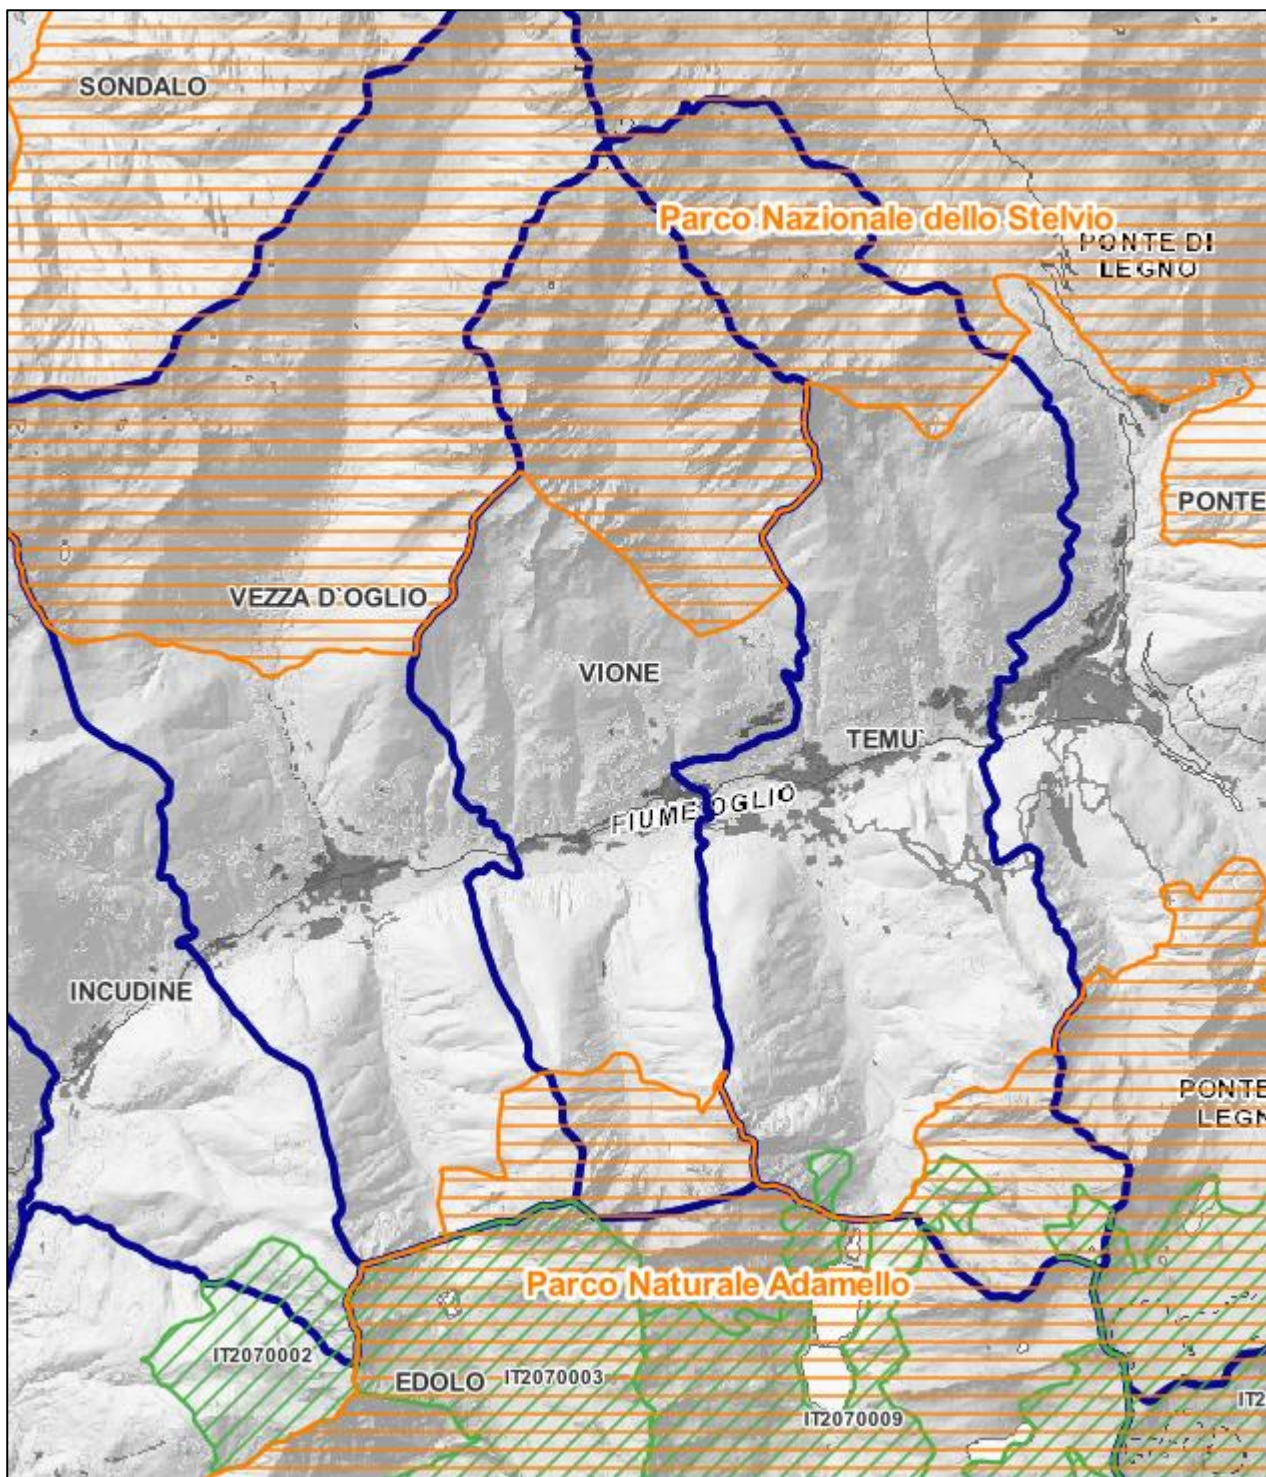 SONDALO
Parco Nazionale dello Stelvio
PONTE DI
LEGNO
PONTE
VEZZA D`OGLIO
VIONE
TEMU`
FIUME OGLIO
INCUDINE
PONTE
LEGN
Parco Naturale Adamello
IT2070002
EDOLO
IT2070003
IT2070009
IT2